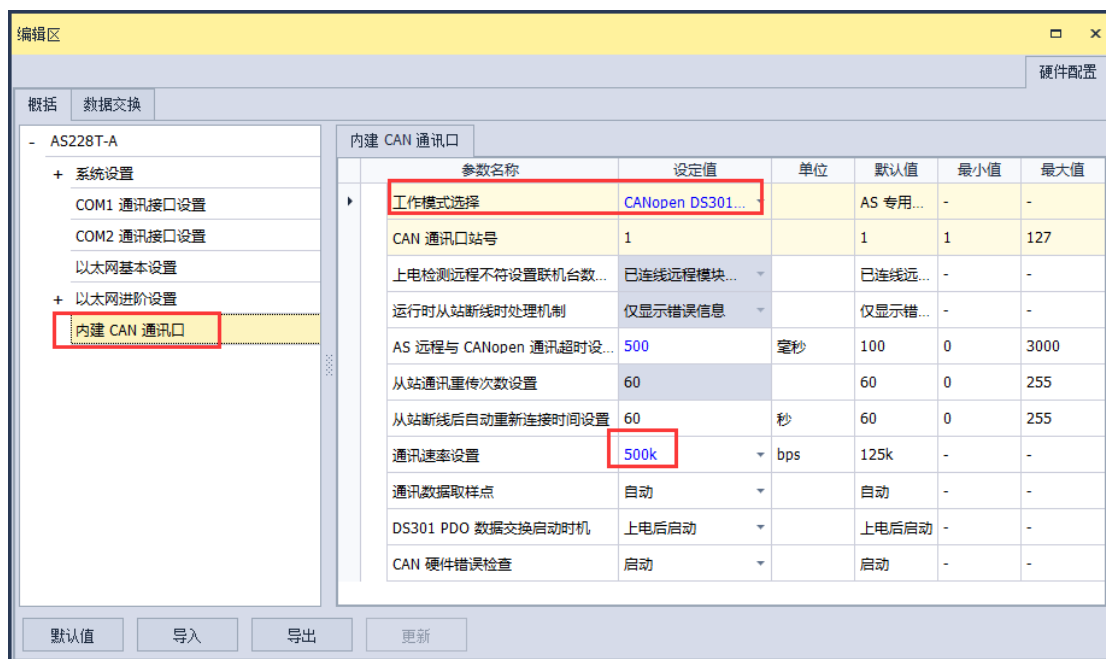 编辑区
硬件配置
概括 数据交换
- AS228T-A
+ 系统设置
COM1 通讯接口设置
COM2 通讯接口设置
以太网基本设置
+ 以太网进阶设置
内建 CAN 通讯口
内建 CAN 通讯口
参数名称 设定值 单位 默认值 最小值 最大值
工作模式选择 CANopen DS301... AS 专用... - -
CAN 通讯口站号 1 1 1 127
上电检测远程不符设置联机台数... 已连线远程模块... 已连线远... - -
运行时从站断线时处理机制 仅显示错误信息 仅显示错... - -
AS 远程与 CANopen 通讯超时设... 500 毫秒 100 0 3000
从站通讯重传次数设置 60 60 0 255
从站断线后自动重新连接时间设置 60 秒 60 0 255
通讯速率设置 500k bps 125k - -
通讯数据取样点 自动 自动 - -
DS301 PDO 数据交换启动时机 上电后启动 上电后启动 - -
CAN 硬件错误检查 启动 启动 - -
默认值 导入 导出 更新